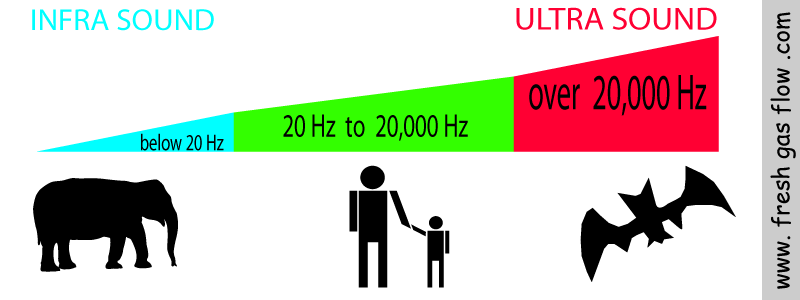 INFRA SOUND
ULTRA SOUND
below 20 Hz
20 Hz to 20,000 Hz
over 20,000 Hz
www. fresh gas flow .com